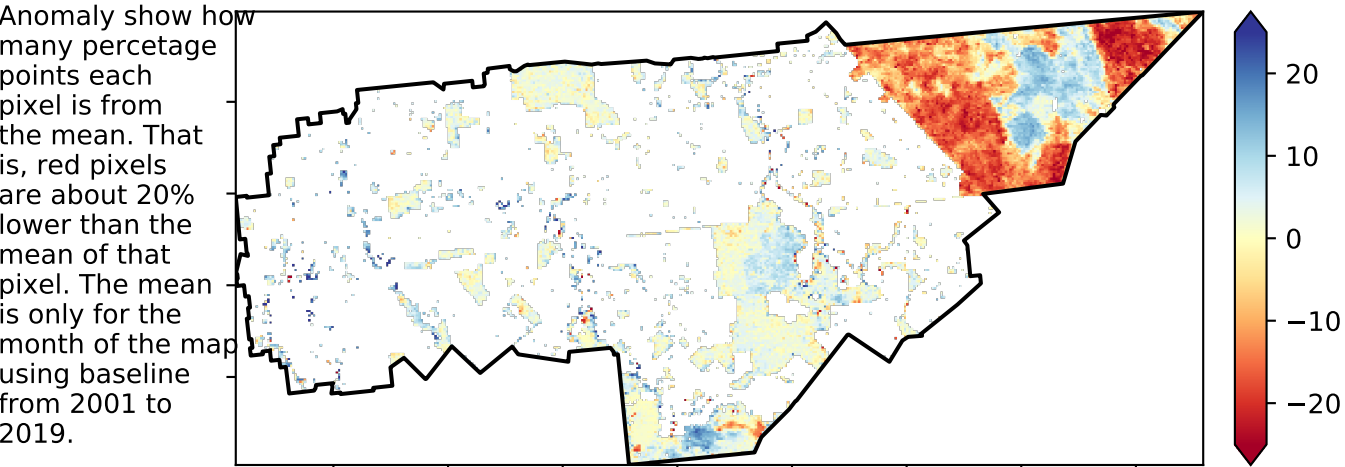 Anomaly show how
many percetage
points each
pixel is from
the mean. That
is, red pixels
are about 20%
lower than the
mean of that
pixel. The mean
is only for the
month of the map
using baseline
from 2001 to
2019.
20
10
0
−10
−20